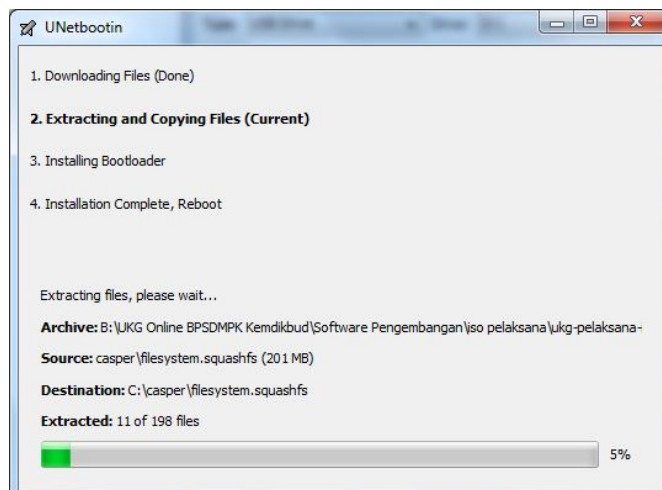 UNetbootin
1. Downloading Files (Done)
2. Extracting and Copying Files (Current)
3. Installing Bootloader
4. Installation Complete, Reboot
Extracting files, please wait...
Archive: B:\UKG Online BPSDMPK Kemdikbud\Software Pengembangan\iso pelaksana\ukg-pelaksana-
Source: casper\filesystem.squashfs (201 MB)
Destination: C:\casper\filesystem.squashfs
Extracted: 11 of 198 files
5%